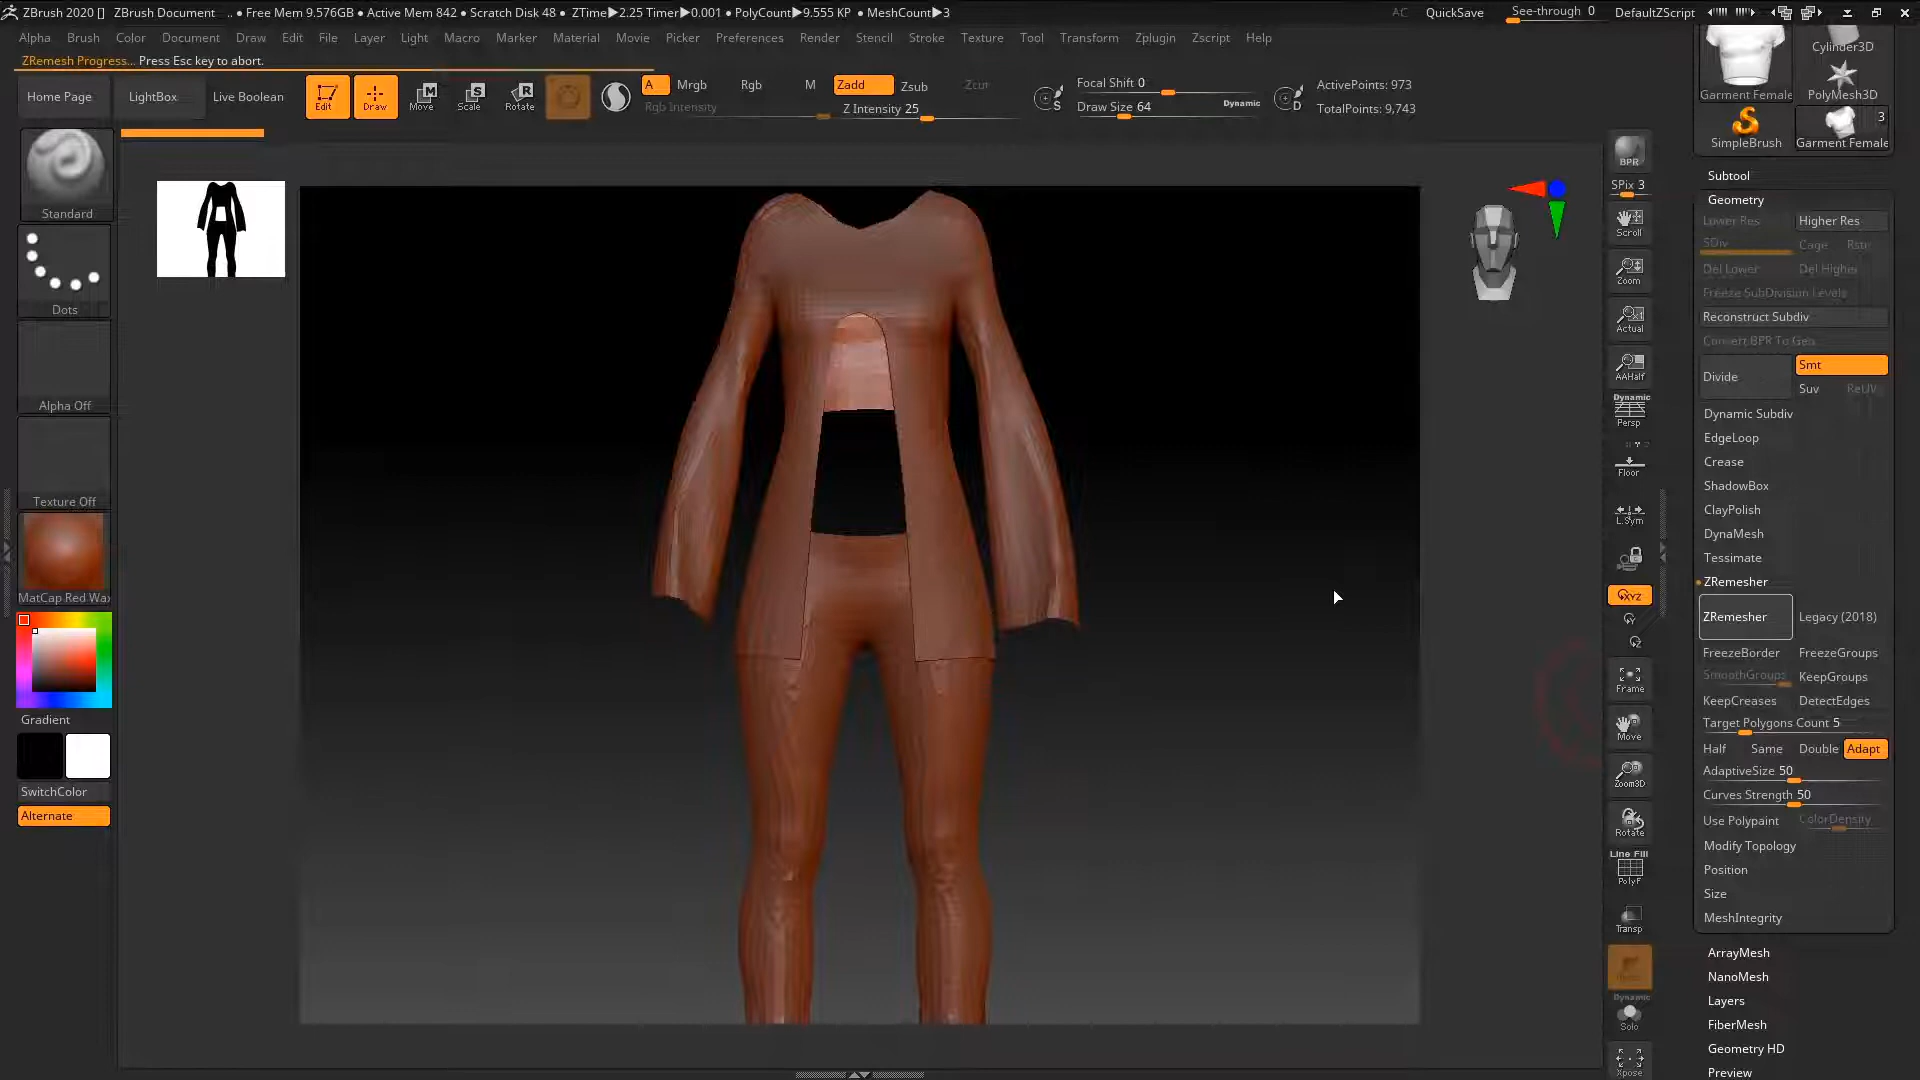 ZBrush 2020 [] ZBrush Document .. ● Free Mem 9.576GB ● Active Mem 842 ● Scratch Disk 48 ● ZTime▶2.25 Timer▶0.001 ● PolyCount▶9.555 KP ● MeshCount▶3
AC QuickSave See-through 0 DefaultZScript
Alpha Brush Color Document Draw Edit File Layer Light Macro Marker Material Movie Picker Preferences Render Stencil Stroke Texture Tool Transform Zplugin Zscript Help
ZRemesh Progress... Press Esc key to abort.
Home Page LightBox Live Boolean
Edit Draw Move Scale Rotate
A Mrgb Rgb M Zadd Zsub Zcut
Rgb Intensity Z Intensity 25
Focal Shift 0
Draw Size 64 Dynamic
ActivePoints: 973
TotalPoints: 9,743
Standard
Dots
Alpha Off
Texture Off
MatCap Red Wax
Gradient
SwitchColor
Alternate
BPR
SPix 3
Scroll
Zoom
Actual
AAHalf
Dynamic
Persp
Floor
L.Sym
XYZ
Frame
Move
Zoom3D
Rotate
Line Fill
PolyF
Transp
Dynamic
Solo
Xpose
Cylinder3D
Garment Female PolyMesh3D
SimpleBrush 3 Garment Female
Subtool
Geometry
Lower Res Higher Res
SDiv Cage Rstr
Del Lower Del Higher
Freeze SubDivision Levels
Reconstruct Subdiv
Convert BPR To Geo
Divide Smt
Suv ReUV
Dynamic Subdiv
EdgeLoop
Crease
ShadowBox
ClayPolish
DynaMesh
Tessimate
ZRemesher
ZRemesher Legacy (2018)
FreezeBorder FreezeGroups
SmoothGroups KeepGroups
KeepCreases DetectEdges
Target Polygons Count 5
Half Same Double Adapt
AdaptiveSize 50
Curves Strength 50
Use Polypaint ColorDensity
Modify Topology
Position
Size
MeshIntegrity
ArrayMesh
NanoMesh
Layers
FiberMesh
Geometry HD
Preview